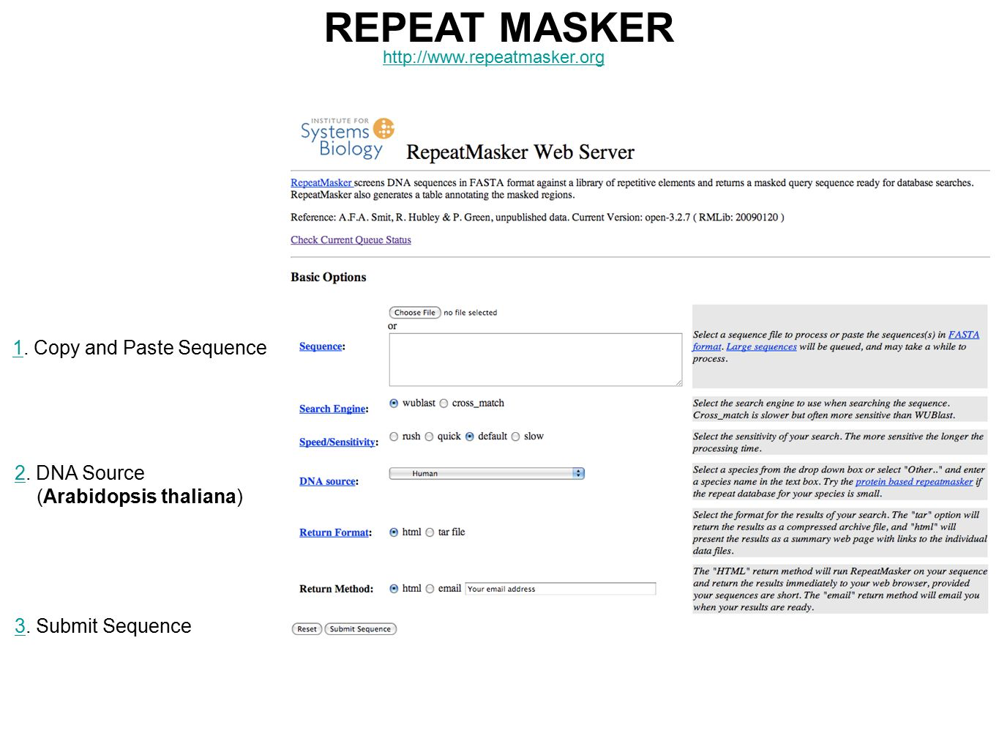 REPEAT MASKER
http://www.repeatmasker.org
INSTITUTE FOR
Systems
Biology
RepeatMasker Web Server
RepeatMasker screens DNA sequences in FASTA format against a library of repetitive elements and returns a masked query sequence ready for database searches.
RepeatMasker also generates a table annotating the masked regions.
Reference: A.F.A. Smit, R. Hubley & P. Green, unpublished data. Current Version: open-3.2.7 ( RMLib: 20090120 )
Check Current Queue Status
Basic Options
Choose File no file selected
or
1. Copy and Paste Sequence
Sequence:
Select a sequence file to process or paste the sequences(s) in FASTA
format. Large sequences will be queued, and may take a while to
process.
Search Engine:
wublast cross_match
Select the search engine to use when searching the sequence.
Cross_match is slower but often more sensitive than WUBlast.
Speed/Sensitivity:
rush quick default slow
Select the sensitivity of your search. The more sensitive the longer the
processing time.
2. DNA Source
(Arabidopsis thaliana)
DNA source:
Human
Select a species from the drop down box or select "Other.." and enter
a species name in the text box. Try the protein based repeatmasker if
the repeat database for your species is small.
Return Format:
html tar file
Select the format for the results of your search. The "tar" option will
return the results as a compressed archive file, and "html" will
present the results as a summary web page with links to the individual
data files.
Return Method:
html email Your email address
The "HTML" return method will run RepeatMasker on your sequence
and return the results immediately to your web browser, provided
your sequences are short. The "email" return method will email you
when your results are ready.
3. Submit Sequence
Reset Submit Sequence